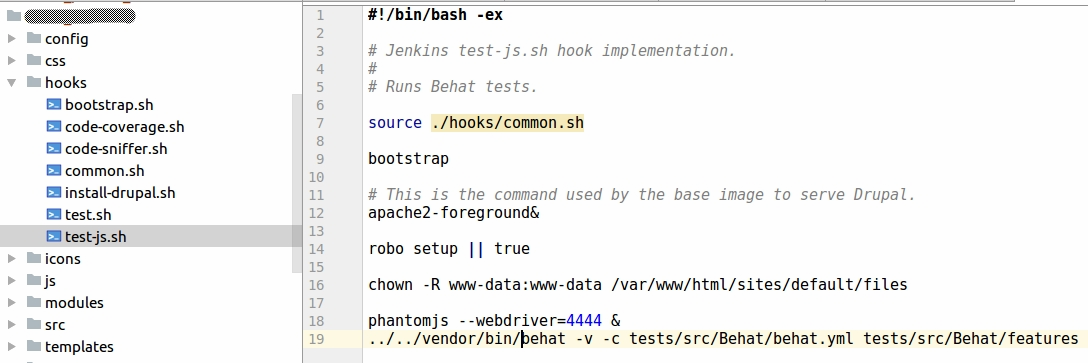 config
css
hooks
bootstrap.sh
code-coverage.sh
code-sniffer.sh
common.sh
install-drupal.sh
test.sh
test-js.sh
icons
js
modules
src
templates
1 #!/bin/bash -ex
2
3 # Jenkins test-js.sh hook implementation.
4 #
5 # Runs Behat tests.
6
7 source ./hooks/common.sh
8
9 bootstrap
10
11 # This is the command used by the base image to serve Drupal.
12 apache2-foreground&
13
14 robo setup || true
15
16 chown -R www-data:www-data /var/www/html/sites/default/files
17
18 phantomjs --webdriver=4444 &
19 ../../vendor/bin/behat -v -c tests/src/Behat/behat.yml tests/src/Behat/features